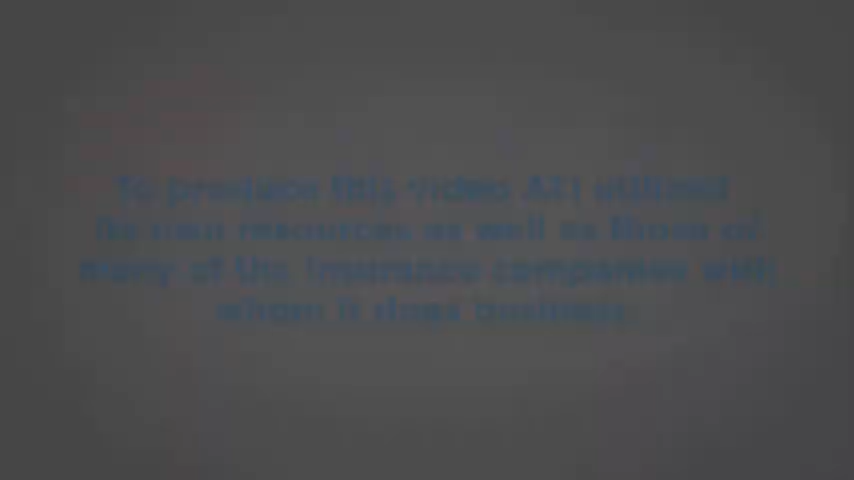 To produce this video ATI utilized
its own resources as well as those of
many of the insurance companies with
whom it does business.